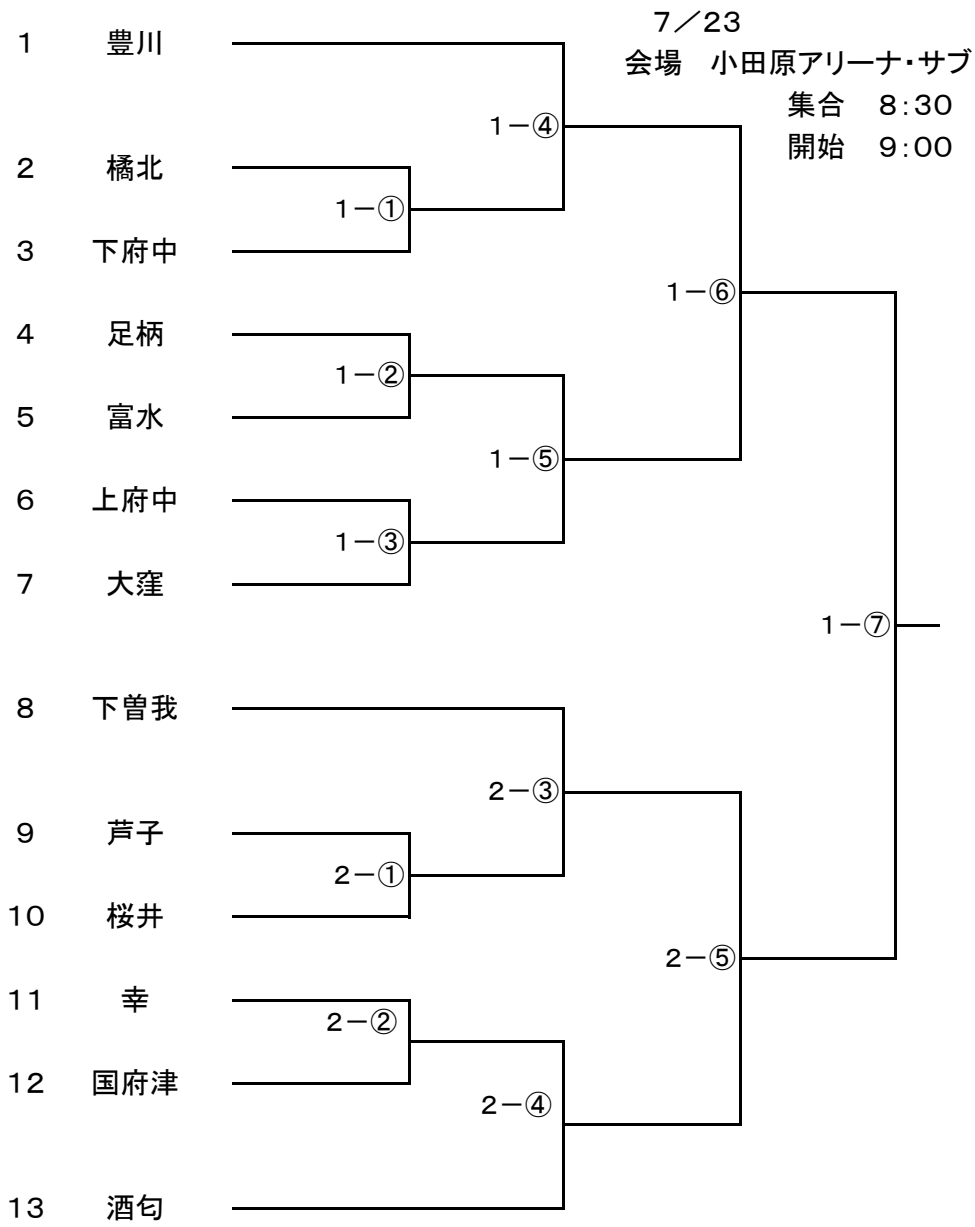 7／23
会場　小田原アリーナ・サブ
集合　8:30
開始　9:00
1　豊川
1－④
2　橘北
1－①
3　下府中
1－⑥
4　足柄
1－②
5　富水
1－⑤
6　上府中
1－③
7　大窪
1－⑦
8　下曽我
2－③
9　芦子
2－①
10　桜井
2－⑤
11　幸
2－②
12　国府津
2－④
13　酒匂